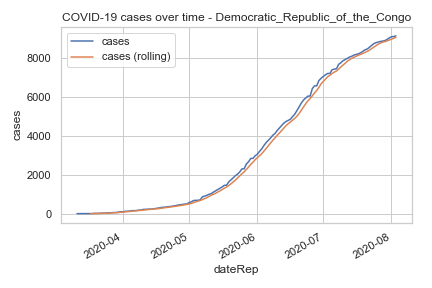 COVID-19 cases over time - Democratic_Republic_of_the_Congo
cases
cases (rolling)
8000
6000
4000
2000
0
cases
2020-04
2020-05
2020-06
2020-07
2020-08
dateRep